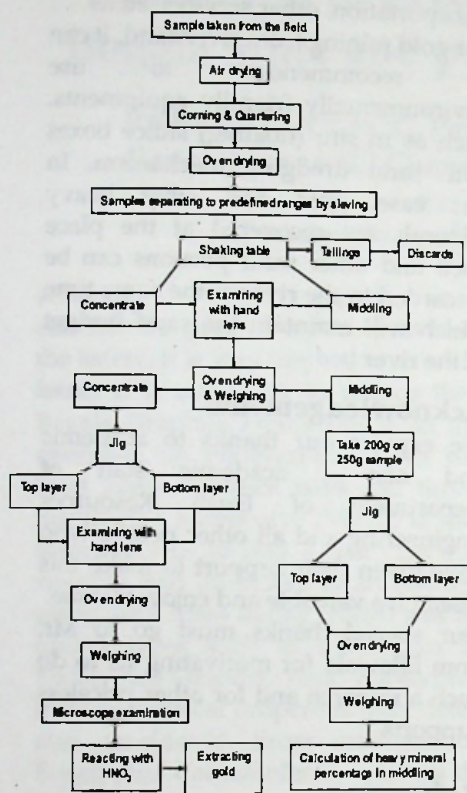 Sample taken from the field
Air drying
Corning & Quartering
Oven drying
Samples separating to predefined ranges by sieving
Shaking table
Tailings
Discards
Concentrate
Examining
with hand
lens
Middling
Concentrate
Oven drying
& Weighing
Middling
Jig
Take 200g or
250g sample
Top layer
Bottom layer
Jig
Examining with
hand lens
Top layer
Bottom layer
Oven drying
Oven drying
Weighing
Weighing
Microscope examination
Reacting with
HNO3
Extracting
gold
Calculation of heavy mineral
percentage in middling